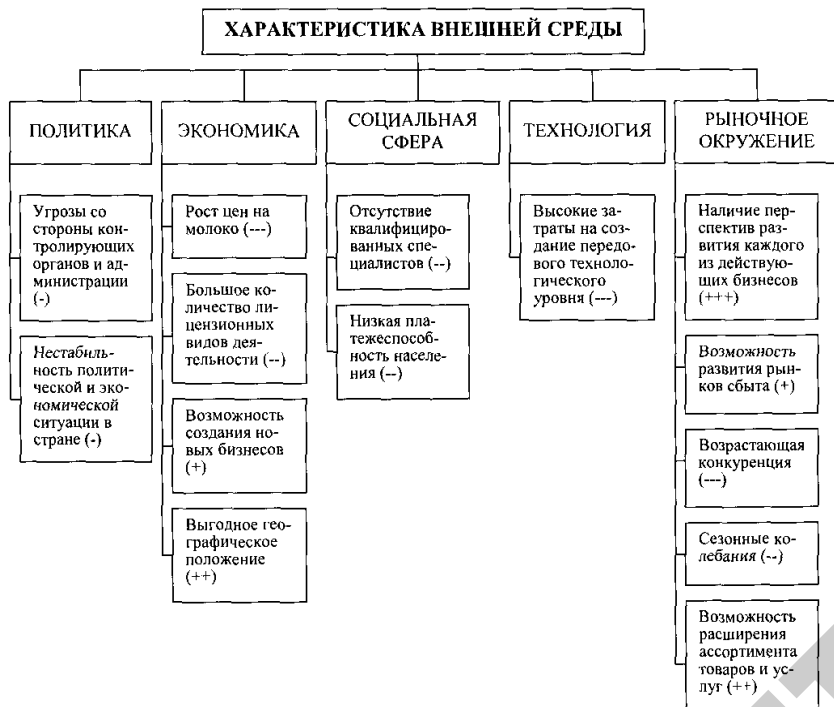 ХАРАКТЕРИСТИКА ВНЕШНЕЙ СРЕДЫ
ПОЛИТИКА
Угрозы со
стороны кон-
тролирующих
органов и ад-
министрации
(-)
Нестабиль-
ность полити-
ческой и эко-
номической
ситуации в
стране (-)
ЭКОНОМИКА
Рост цен на
молоко (---)
Большое ко-
личество ли-
цензионных
видов дея-
тельности (--)
Возможность
создания но-
вых бизнесов
(+)
Выгодное гео-
графическое
положение
(++)
СОЦИАЛЬНАЯ
СФЕРА
Отсутствие
квалифициро-
ванных спе-
циалистов (--)
Низкая пла-
тежеспособ-
ность населе-
ния (--)
ТЕХНОЛОГИЯ
Высокие за-
траты на соз-
дание передо-
вого техноло-
гического
уровня (---)
РЫНОЧНОЕ
ОКРУЖЕНИЕ
Наличие пер-
спектив раз-
вития каждого
из действую-
щих бизнесов
(+++)
Возможность
развития рын-
ков сбыта (+)
Возрастающая
конкуренция
(---)
Сезонные ко-
лебания (--)
Возможность
расширения
ассортимента
товаров и ус-
луг (++)